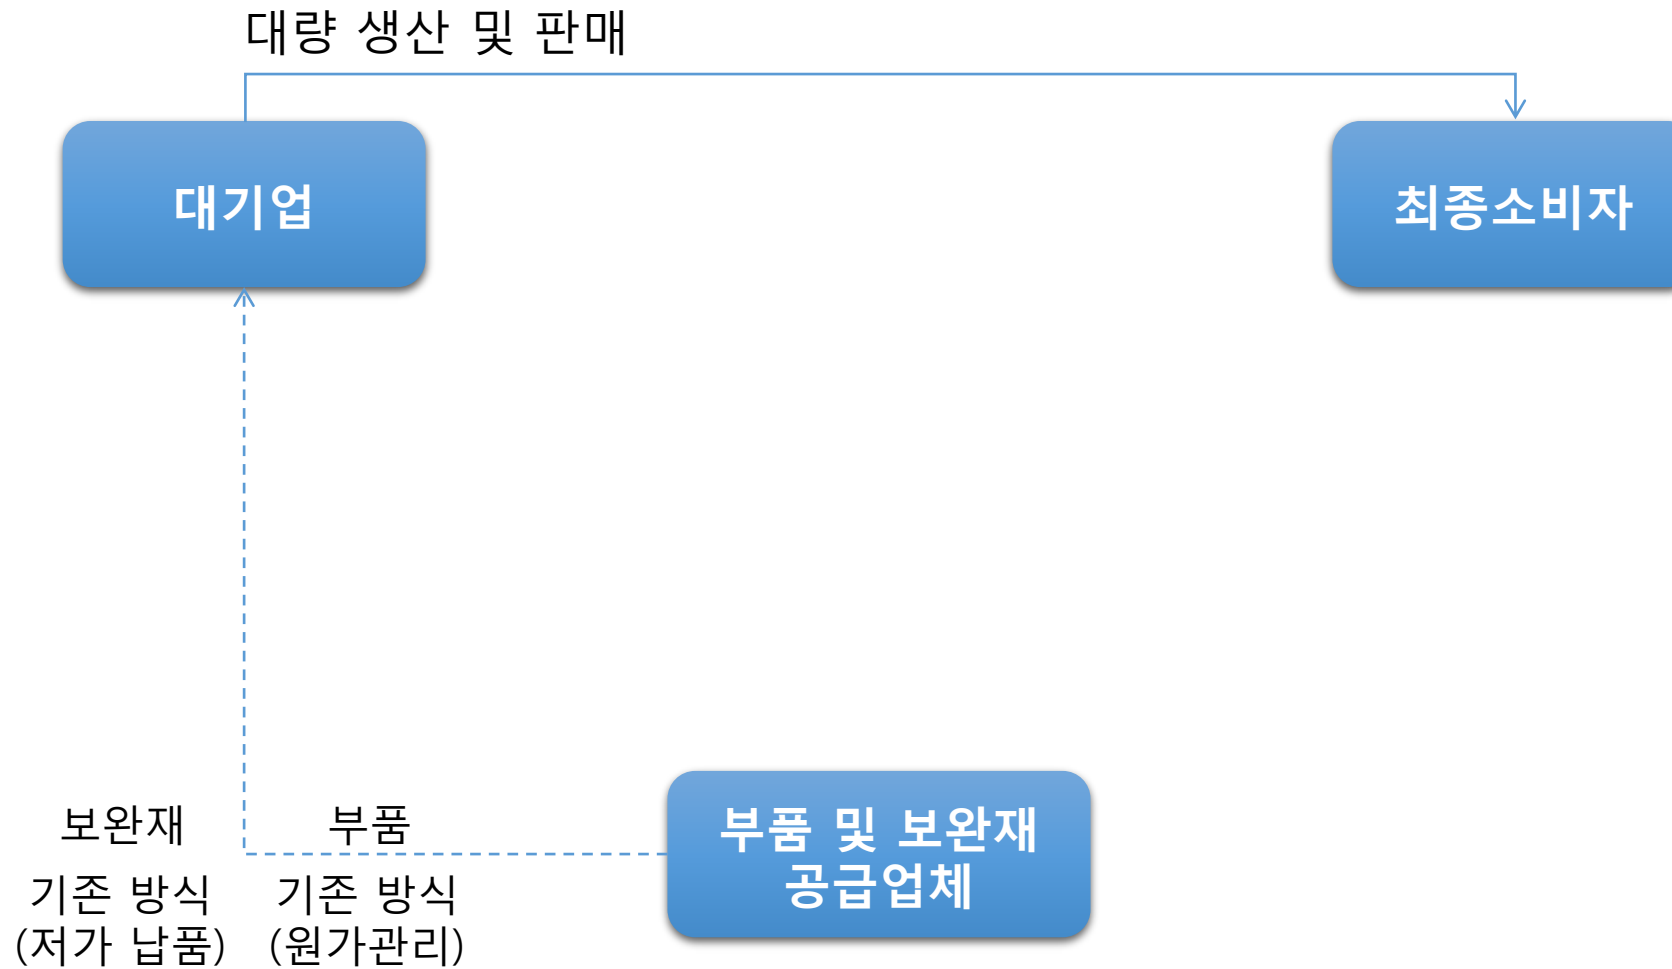 대량 생산 및 판매
대기업
최종소비자
보완재
부품
부품 및 보완재
공급업체
기존 방식
(저가 납품)
기존 방식
(원가관리)